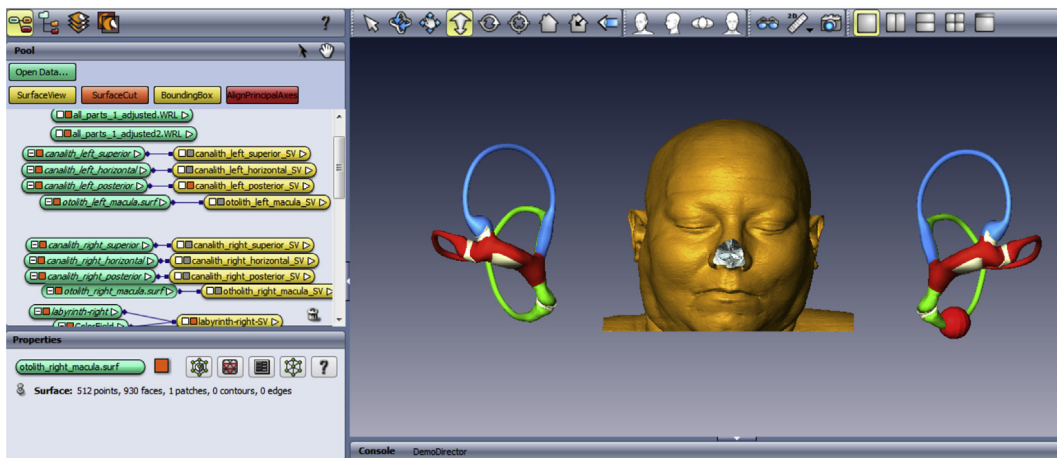 ?
Pool
Open Data...
SurfaceView SurfaceCut BoundingBox AlignPrincipalAxes
all_parts_1_adjusted.WRL
all_parts_1_adjusted2.WRL
canalith_left_superior canalith_left_superior_SV
canalith_left_horizontal canalith_left_horizontal_SV
canalith_left_posterior canalith_left_posterior_SV
otolith_left_macula.surf otolith_left_macula_SV
canalith_right_superior canalith_right_superior_SV
canalith_right_horizontal canalith_right_horizontal_SV
canalith_right_posterior canalith_right_posterior_SV
otolith_right_macula.surf otholith_right_macula_SV
labyrinth-right
labyrinth-right-SV
ColorField
Properties
otolith_right_macula.surf ?
Surface: 512 points, 930 faces, 1 patches, 0 contours, 0 edges
2D
Console DemoDirector